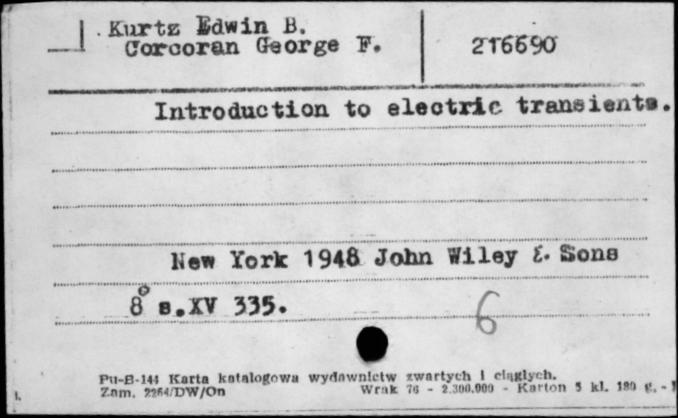 Kurtz Edwin B.
Corcoran George F.
216690
Introduction to electric transients.
New York 1948 John Wiley & Sons
8° s.XV 335.
6
Pu-B-144 Karta katalogowa wydawnictw zwartych i ciągłych.
Zam. 2264/DW/On Wrak 76 - 2.300.000 - Karton 5 kl. 180 g. -